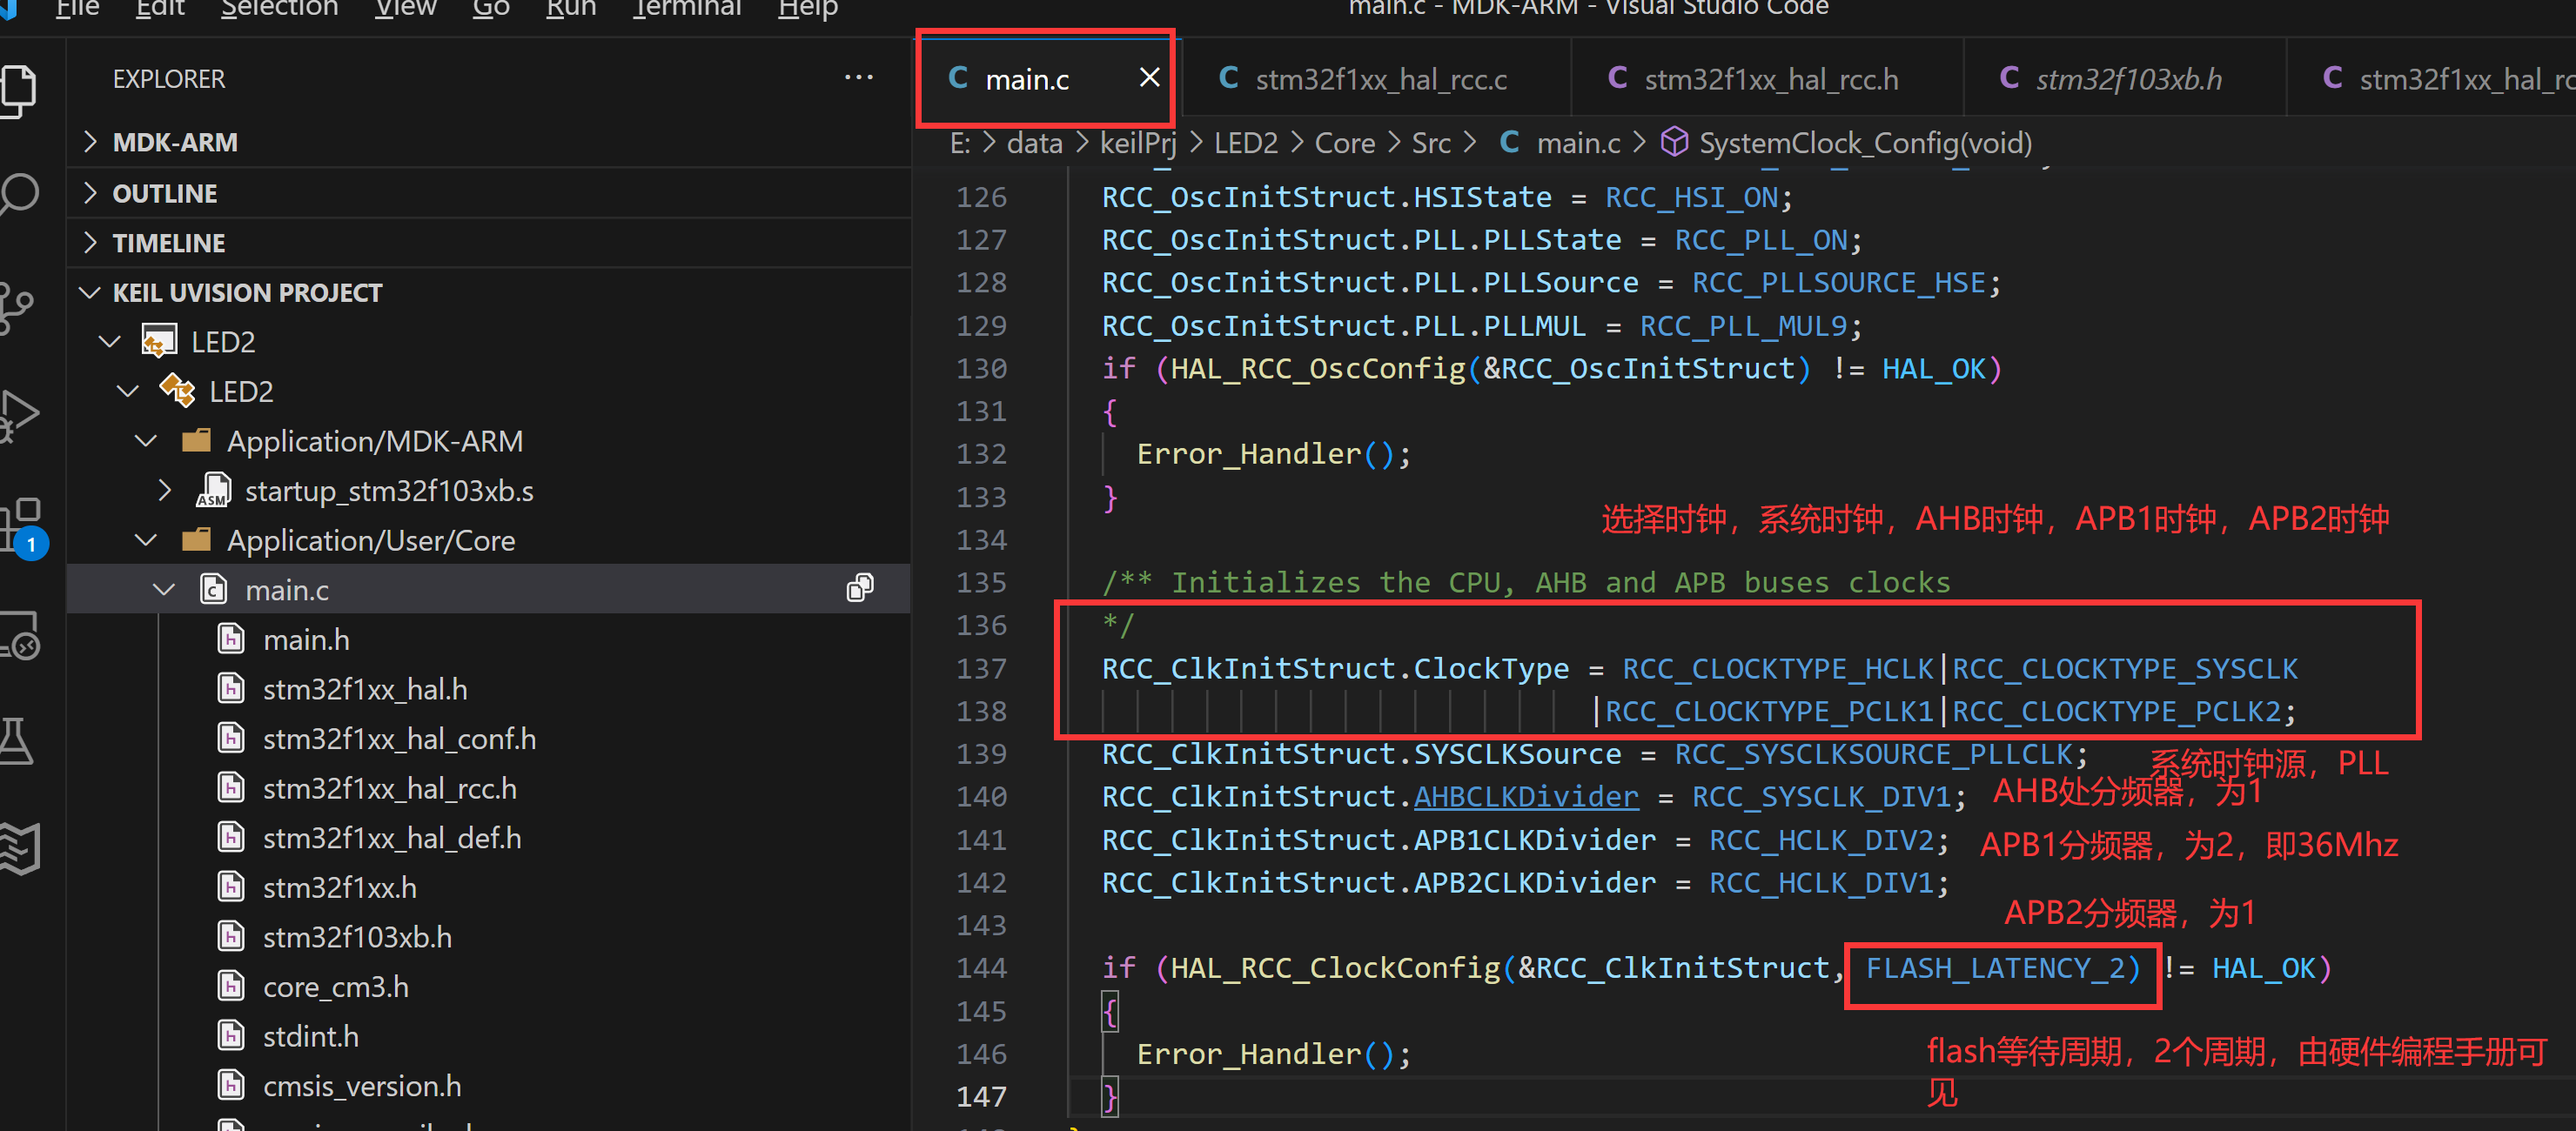 File Edit Selection View Go Run Terminal Help
main.c - MDK-ARM - Visual Studio Code
EXPLORER
MDK-ARM
OUTLINE
TIMELINE
KEIL UVISION PROJECT
LED2
LED2
Application/MDK-ARM
startup_stm32f103xb.s
Application/User/Core
main.c
main.h
stm32f1xx_hal.h
stm32f1xx_hal_conf.h
stm32f1xx_hal_rcc.h
stm32f1xx_hal_def.h
stm32f1xx.h
stm32f103xb.h
core_cm3.h
stdint.h
cmsis_version.h
1
main.c
stm32f1xx_hal_rcc.c
stm32f1xx_hal_rcc.h
stm32f103xb.h
E: > data > keilPrj > LED2 > Core > Src > C main.c > SystemClock_Config(void)
126 RCC_OscInitStruct.HSIState = RCC_HSI_ON;
127 RCC_OscInitStruct.PLL.PLLState = RCC_PLL_ON;
128 RCC_OscInitStruct.PLL.PLLSource = RCC_PLLSOURCE_HSE;
129 RCC_OscInitStruct.PLL.PLLMUL = RCC_PLL_MUL9;
130 if (HAL_RCC_OscConfig(&RCC_OscInitStruct) != HAL_OK)
131 {
132 Error_Handler();
133 }
选择时钟，系统时钟，AHB时钟，APB1时钟，APB2时钟
134
135 /** Initializes the CPU, AHB and APB buses clocks
136 */
137 RCC_ClkInitStruct.ClockType = RCC_CLOCKTYPE_HCLK|RCC_CLOCKTYPE_SYSCLK
138 |RCC_CLOCKTYPE_PCLK1|RCC_CLOCKTYPE_PCLK2;
139 RCC_ClkInitStruct.SYSCLKSource = RCC_SYSCLKSOURCE_PLLCLK;
系统时钟源，PLL
140 RCC_ClkInitStruct.AHBCLKDivider = RCC_SYSCLK_DIV1;
AHB处分频器，为1
141 RCC_ClkInitStruct.APB1CLKDivider = RCC_HCLK_DIV2;
APB1分频器，为2，即36Mhz
142 RCC_ClkInitStruct.APB2CLKDivider = RCC_HCLK_DIV1;
APB2分频器，为1
143
144 if (HAL_RCC_ClockConfig(&RCC_ClkInitStruct, FLASH_LATENCY_2) != HAL_OK)
145 {
146 Error_Handler();
147 }
flash等待周期，2个周期，由硬件编程手册可
见